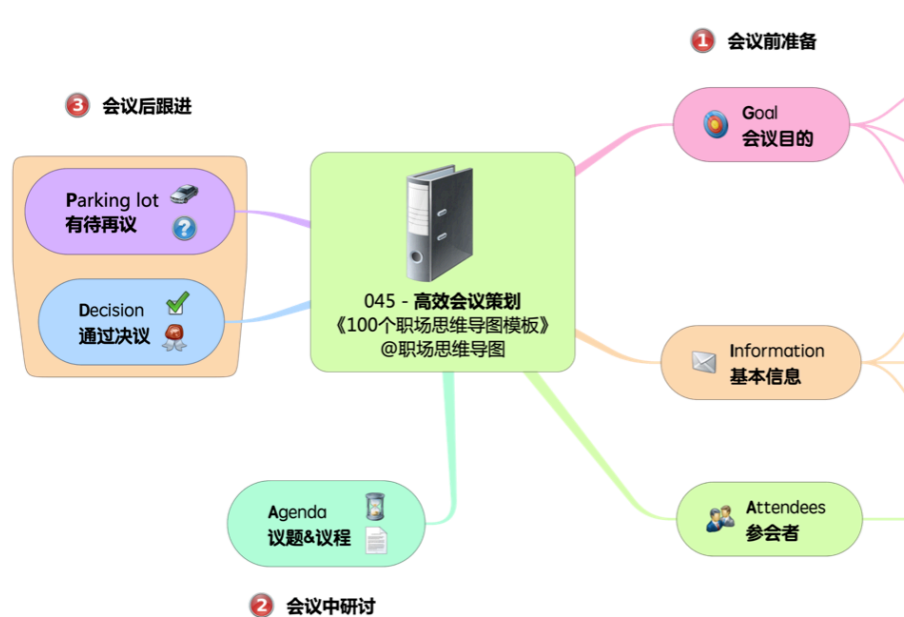 1 会议前准备
Goal
会议目的
Information
基本信息
Attendees
参会者
045 - 高效会议策划
《100个职场思维导图模板》
@职场思维导图
Agenda
议题&议程
2 会议中研讨
3 会议后跟进
Parking lot
有待再议
?
Decision
通过决议